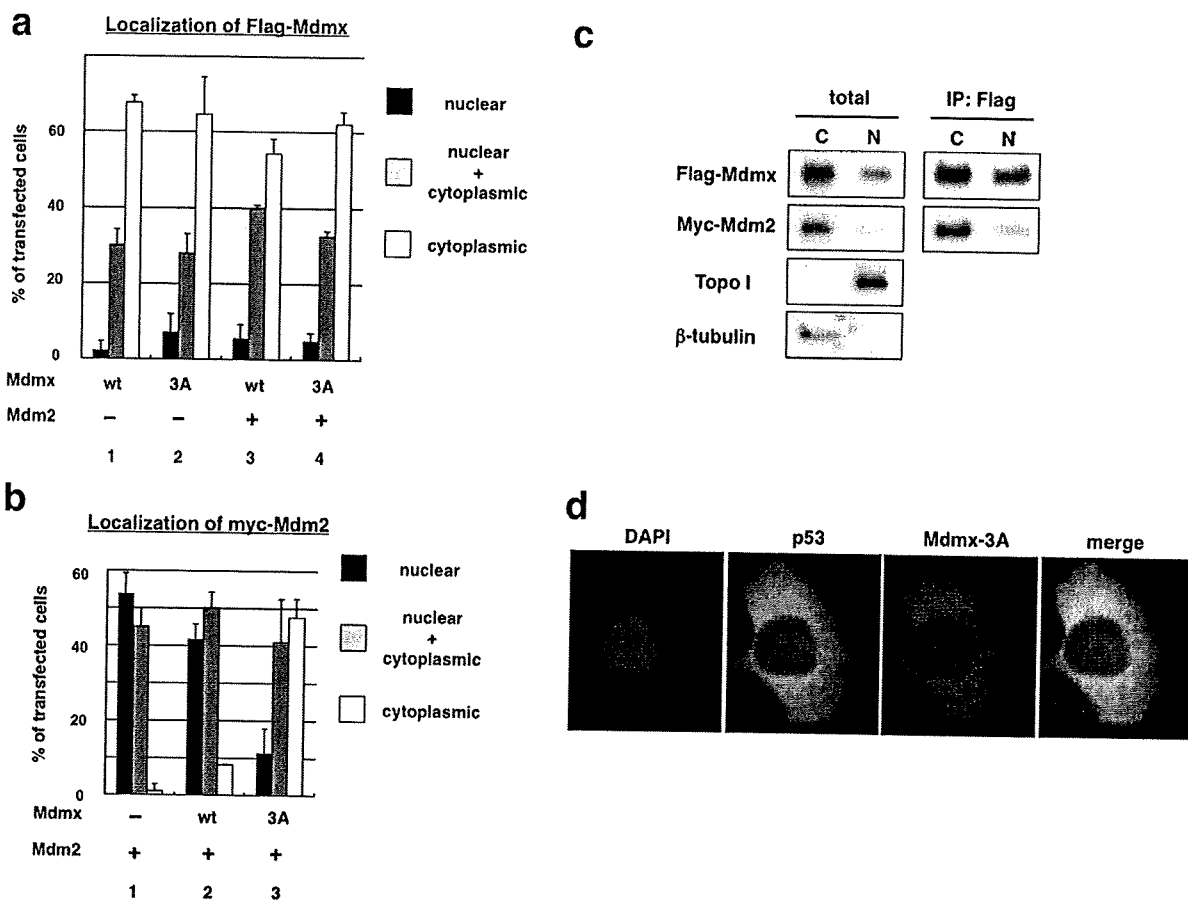 a
Localization of Flag-Mdmx
% of transfected cells
60
40
20
0
nuclear
nuclear
+
cytoplasmic
cytoplasmic
Mdmx wt 3A wt 3A
Mdm2 – – + +
1 2 3 4
b
Localization of myc-Mdm2
% of transfected cells
60
40
20
0
nuclear
nuclear
+
cytoplasmic
cytoplasmic
Mdmx – wt 3A
Mdm2 + + +
1 2 3
c
total IP: Flag
C N C N
Flag-Mdmx
Myc-Mdm2
Topo I
β-tubulin
d
DAPI p53 Mdmx-3A merge